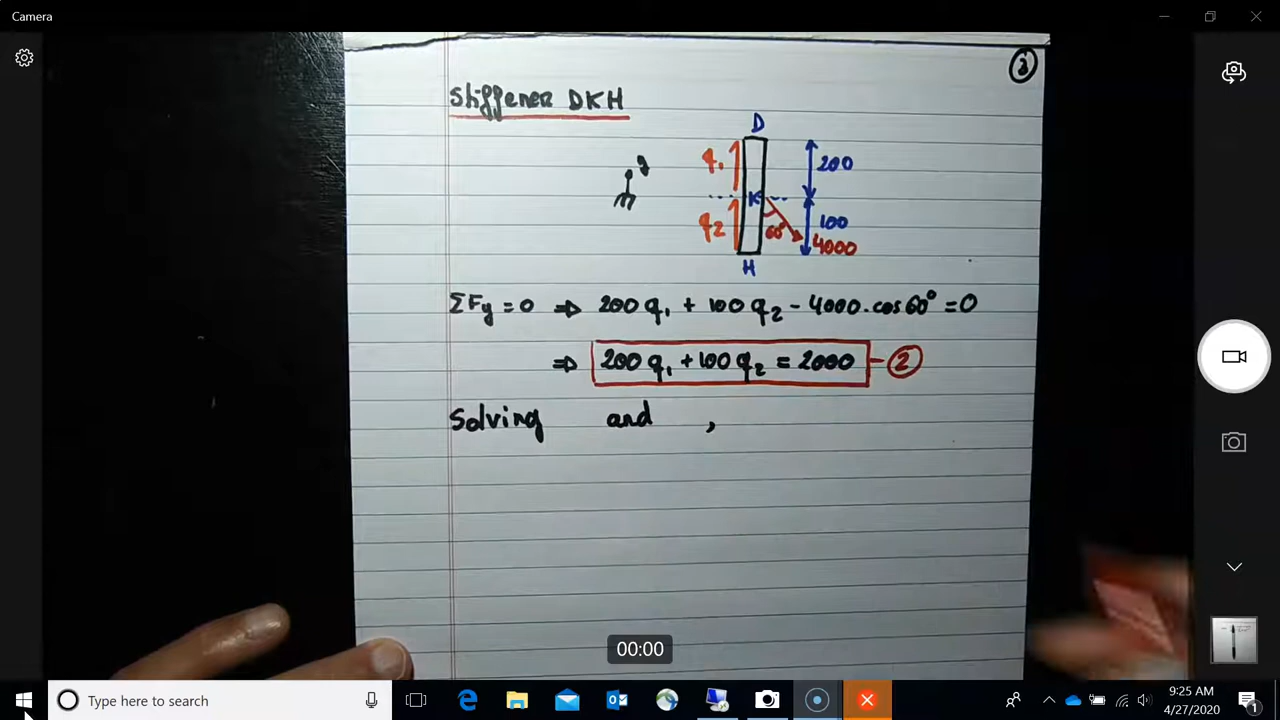 Camera
②
Stiffener DKH
D
y
q₁
200
K
q₂
60°
100
4000
H
ΣFy = 0 ⇒ 200 q₁ + 100 q₂ - 4000.cos 60° = 0
⇒ 200 q₁ + 100 q₂ = 2000 - ②
Solving and ,
00:00
Type here to search
9:25 AM
4/27/2020
1